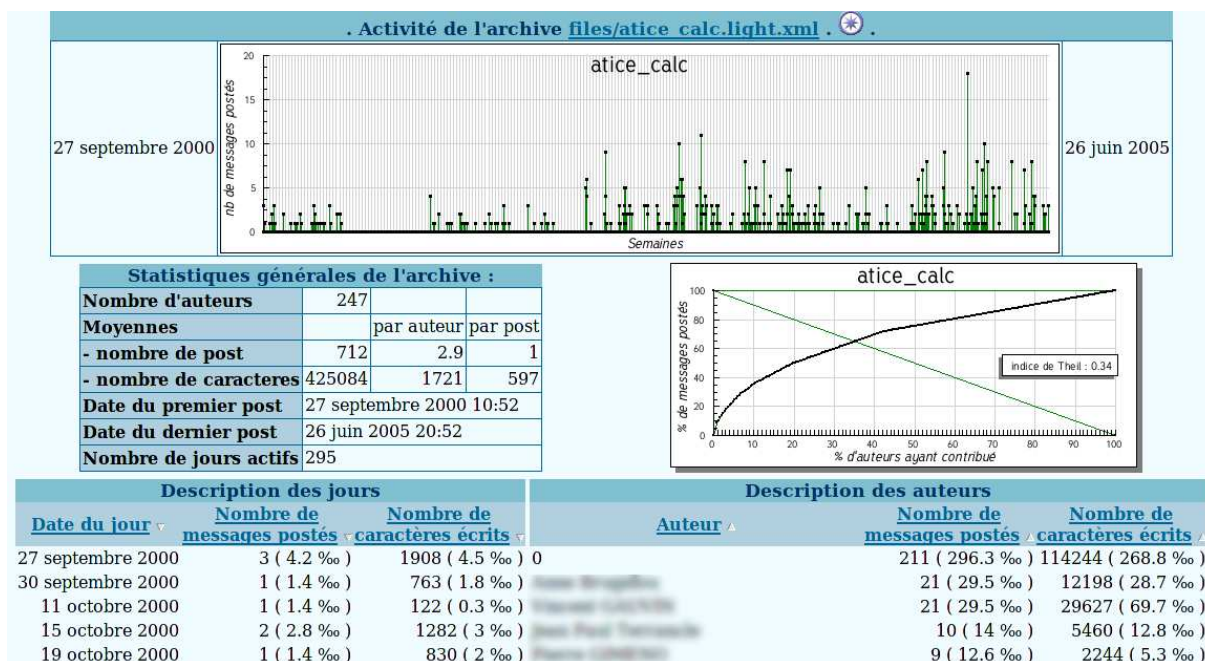 . Activité de l'archive files/atice_calc.light.xml . .
27 septembre 2000
atice_calc
nb de messages postés
20
15
10
5
0
Semaines
26 juin 2005
Statistiques générales de l'archive :
Nombre d'auteurs 247
Moyennes par auteur par post
- nombre de post 712 2.9 1
- nombre de caracteres 425084 1721 597
Date du premier post 27 septembre 2000 10:52
Date du dernier post 26 juin 2005 20:52
Nombre de jours actifs 295
atice_calc
% de messages postés
100
80
60
40
20
0
indice de Theil : 0.34
0 10 20 30 40 50 60 70 80 90 100
% d'auteurs ayant contribué
Description des jours
Date du jour Nombre de messages postés Nombre de caractères écrits
27 septembre 2000 3 ( 4.2 ‰ ) 1908 ( 4.5 ‰ )
30 septembre 2000 1 ( 1.4 ‰ ) 763 ( 1.8 ‰ )
11 octobre 2000 1 ( 1.4 ‰ ) 122 ( 0.3 ‰ )
15 octobre 2000 2 ( 2.8 ‰ ) 1282 ( 3 ‰ )
19 octobre 2000 1 ( 1.4 ‰ ) 830 ( 2 ‰ )
Description des auteurs
Auteur Nombre de messages postés Nombre de caractères écrits
0 211 ( 296.3 ‰ ) 114244 ( 268.8 ‰ )
21 ( 29.5 ‰ ) 12198 ( 28.7 ‰ )
21 ( 29.5 ‰ ) 29627 ( 69.7 ‰ )
10 ( 14 ‰ ) 5460 ( 12.8 ‰ )
9 ( 12.6 ‰ ) 2244 ( 5.3 ‰ )